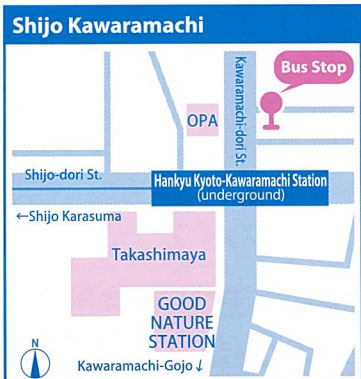 Shijo Kawaramachi
Bus Stop
Kawaramachi-dori St.
OPA
Shijo-dori St.
Hankyu Kyoto-Kawaramachi Station
(underground)
←Shijo Karasuma
Takashimaya
GOOD
NATURE
STATION
N
Kawaramachi-Gojo↓